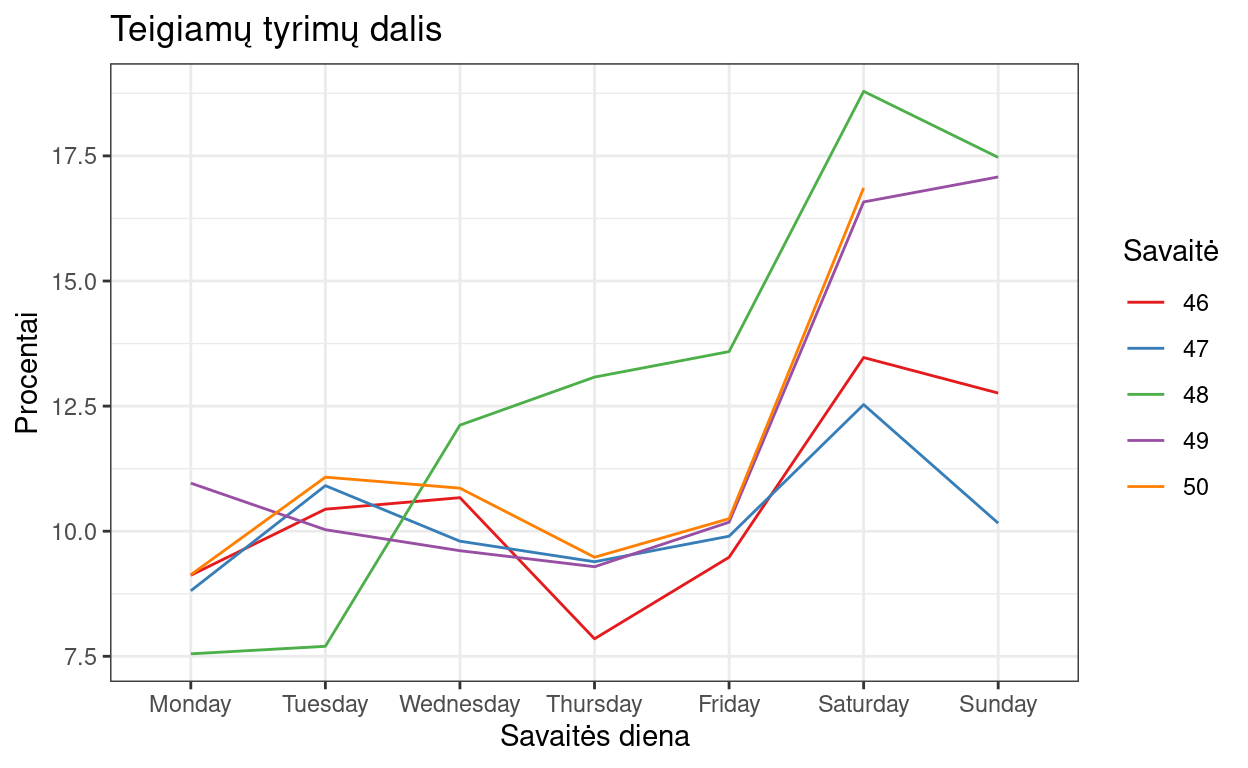 Teigiamų tyrimų dalis
Procentai
17.5
15.0
12.5
10.0
7.5
Monday Tuesday Wednesday Thursday Friday Saturday Sunday
Savaitės diena
Savaitė
46
47
48
49
50